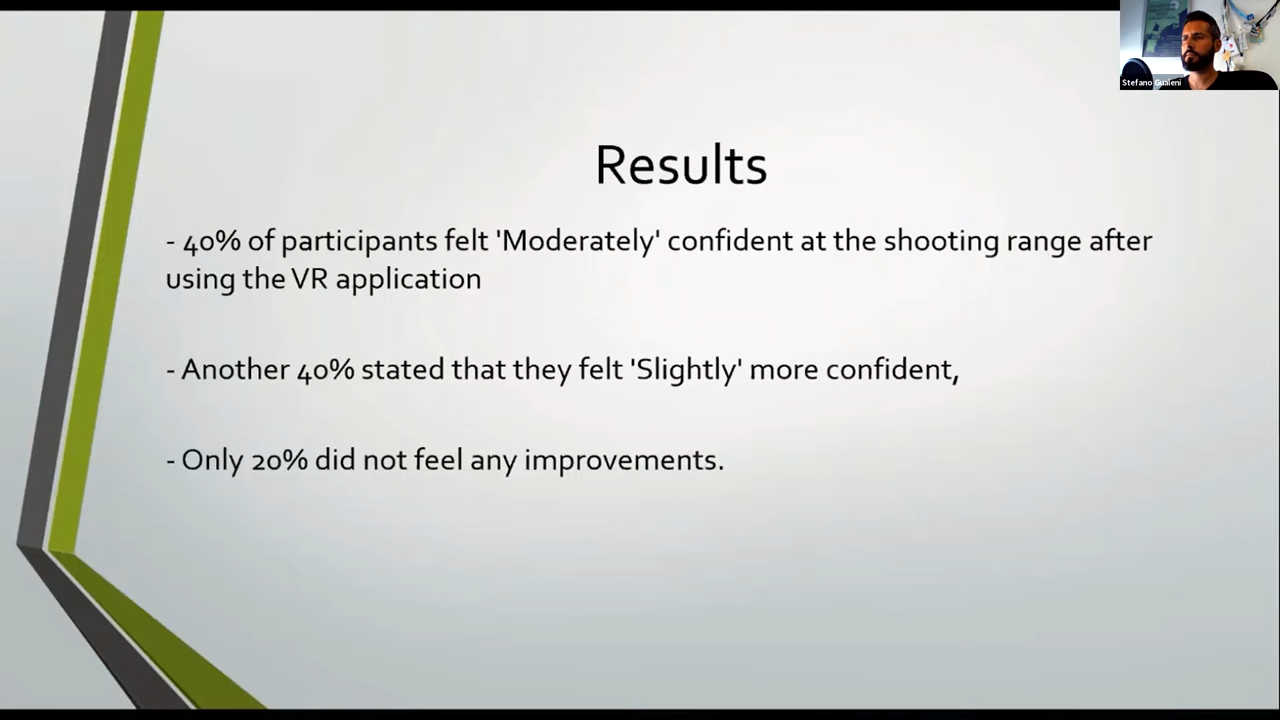 Stefano Gualeni
Results
- 40% of participants felt 'Moderately' confident at the shooting range after
using the VR application
- Another 40% stated that they felt 'Slightly' more confident,
- Only 20% did not feel any improvements.